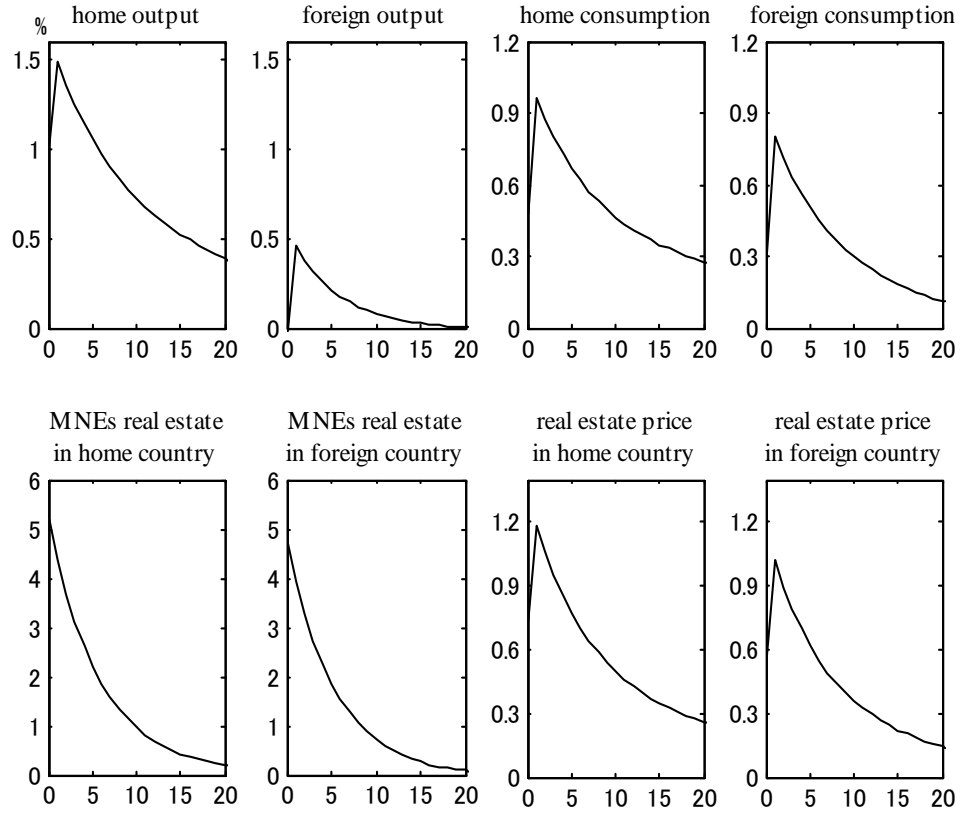 home output
foreign output
home consumption
foreign consumption
%
1.5
1
0.5
0
0 5 10 15 20
1.5
1
0.5
0
0 5 10 15 20
1.2
0.9
0.6
0.3
0
0 5 10 15 20
1.2
0.9
0.6
0.3
0
0 5 10 15 20
MNEs real estate
in home country
MNEs real estate
in foreign country
real estate price
in home country
real estate price
in foreign country
6
5
4
3
2
1
0
0 5 10 15 20
6
5
4
3
2
1
0
0 5 10 15 20
1.2
0.9
0.6
0.3
0
0 5 10 15 20
1.2
0.9
0.6
0.3
0
0 5 10 15 20